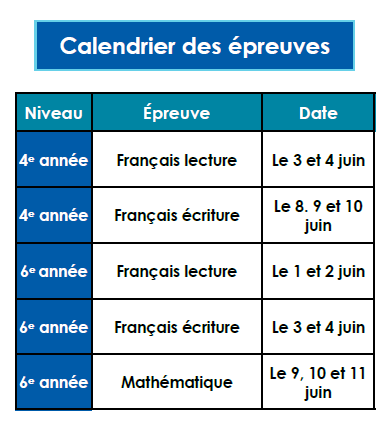 Calendrier des épreuves
Niveau Épreuve Date
4e année Français lecture Le 3 et 4 juin
4e année Français écriture Le 8. 9 et 10
juin
6e année Français lecture Le 1 et 2 juin
6e année Français écriture Le 3 et 4 juin
6e année Mathématique Le 9, 10 et 11
juin